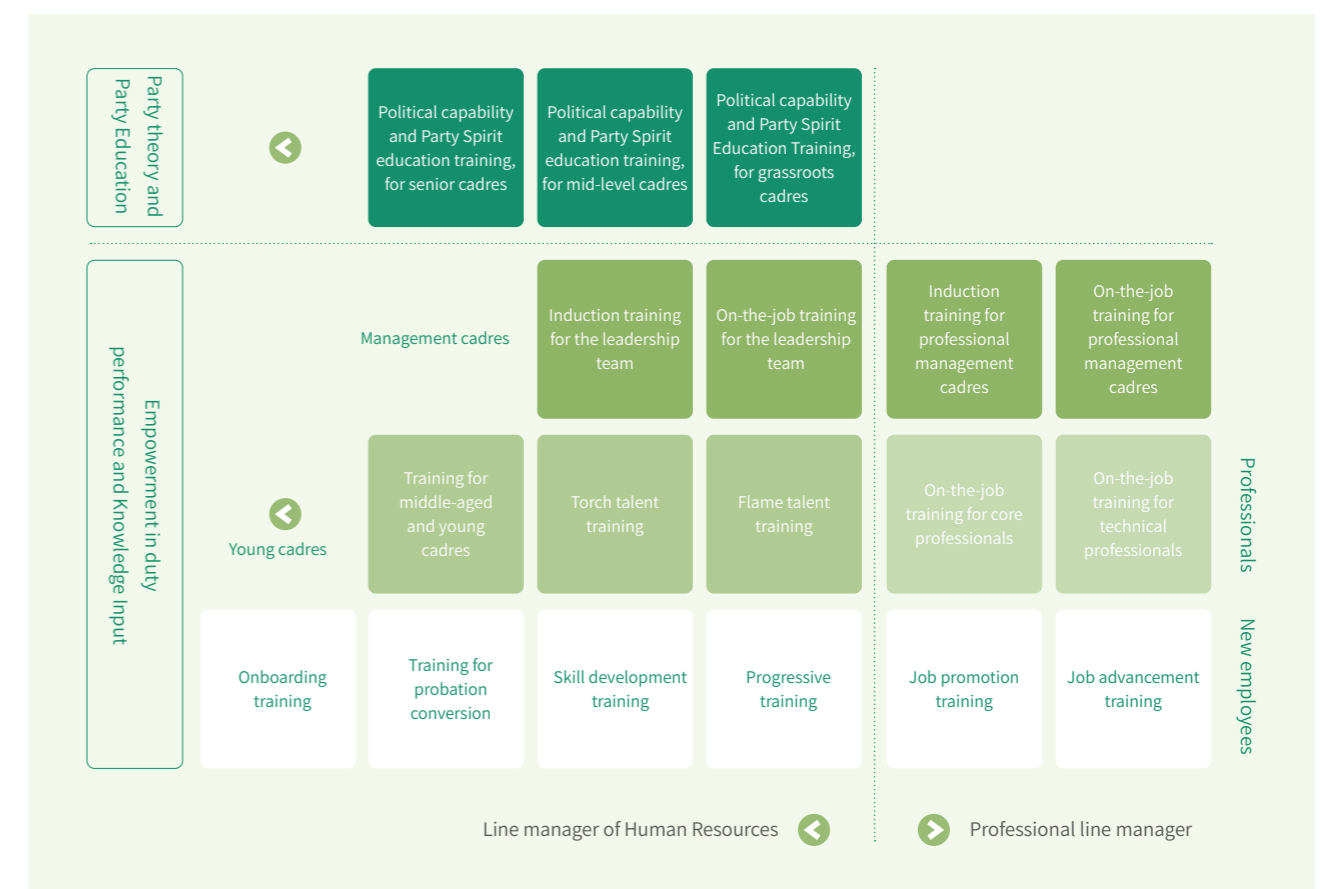 Party theory and
Party Education
Political capability
and Party Spirit
education training,
for senior cadres
Political capability
and Party Spirit
education training,
for mid-level cadres
Political capability
and Party Spirit
Education Training,
for grassroots
cadres
Empowerment in duty
performance and Knowledge Input
Management cadres
Induction training
for the leadership
team
On-the-job training
for the leadership
team
Induction
training for
professional
management
cadres
On-the-job
training for
professional
management
cadres
Young cadres
Training for
middle-aged
and young
cadres
Torch talent
training
Flame talent
training
On-the-job
training for core
professionals
On-the-job
training for
technical
professionals
Professionals
Onboarding
training
Training for
probation
conversion
Skill development
training
Progressive
training
Job promotion
training
Job advancement
training
New employees
Line manager of Human Resources
Professional line manager